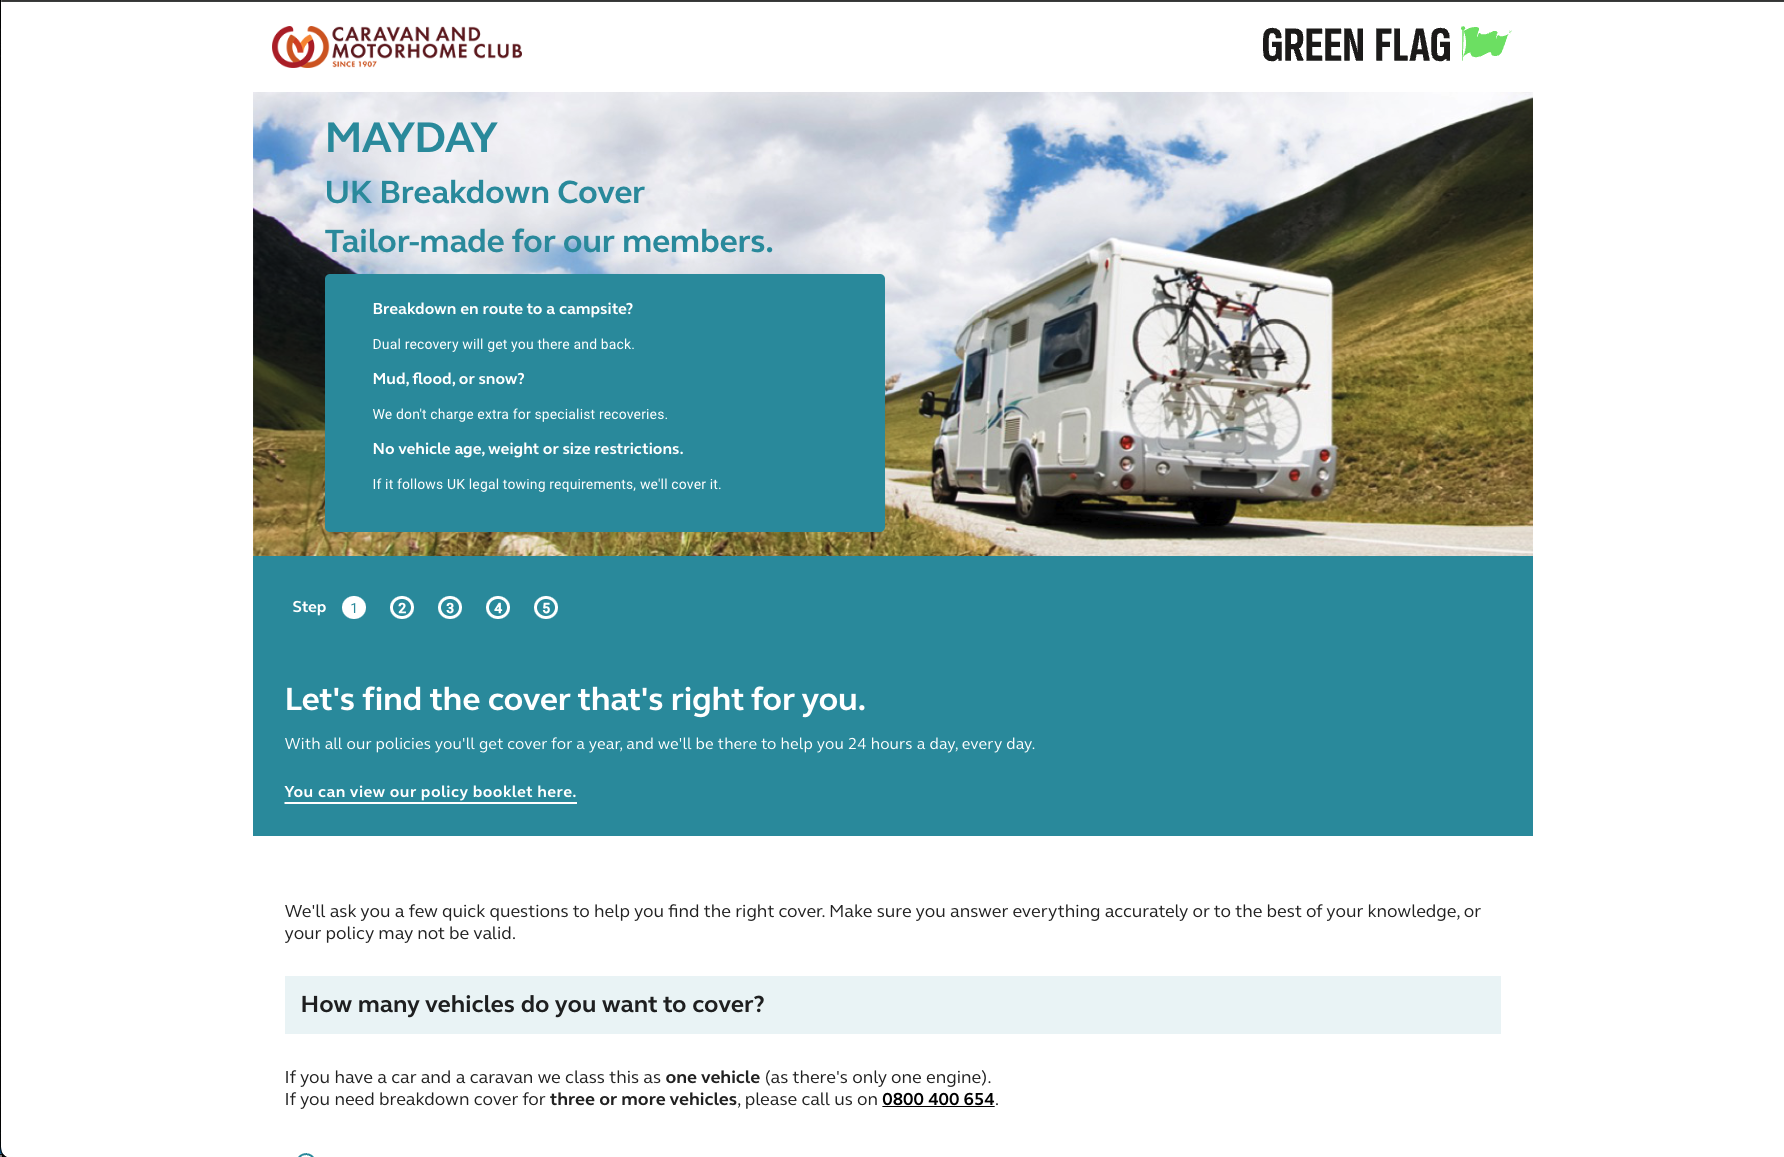 CARAVAN AND
MOTORHOME CLUB
SINCE 1907
GREEN FLAG
MAYDAY
UK Breakdown Cover
Tailor-made for our members.
Breakdown en route to a campsite?
Dual recovery will get you there and back.
Mud, flood, or snow?
We don't charge extra for specialist recoveries.
No vehicle age, weight or size restrictions.
If it follows UK legal towing requirements, we'll cover it.
Step 1 2 3 4 5
Let's find the cover that's right for you.
With all our policies you'll get cover for a year, and we'll be there to help you 24 hours a day, every day.
You can view our policy booklet here.
We'll ask you a few quick questions to help you find the right cover. Make sure you answer everything accurately or to the best of your knowledge, or
your policy may not be valid.
How many vehicles do you want to cover?
If you have a car and a caravan we class this as one vehicle (as there's only one engine).
If you need breakdown cover for three or more vehicles, please call us on 0800 400 654.